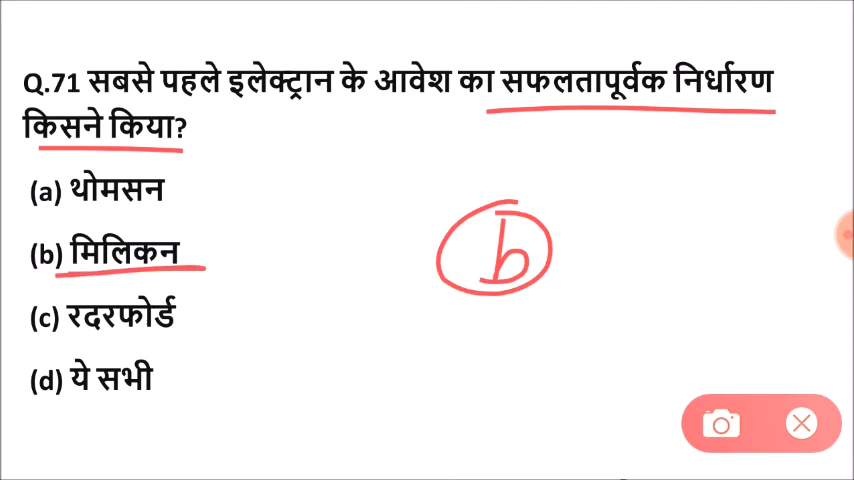 Q.71 सबसे पहले इलेक्ट्रान के आवेश का सफलतापूर्वक निर्धारण
किसने किया?
(a) थोमसन
(b) मिलिकन
b
(c) रदरफोर्ड
(d) ये सभी